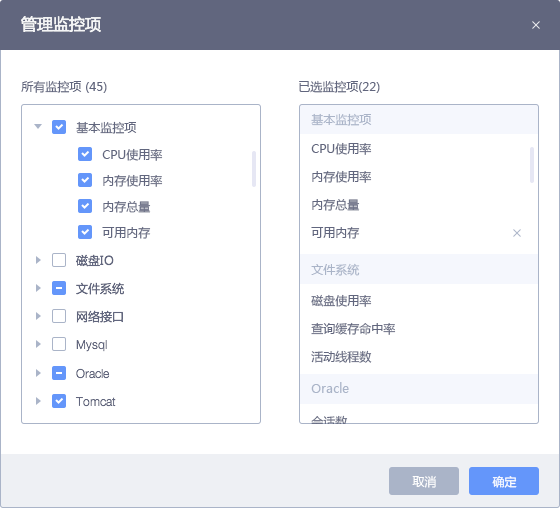 管理监控项
所有监控项 (45)
基本监控项
CPU使用率
内存使用率
内存总量
可用内存
磁盘IO
文件系统
网络接口
Mysql
Oracle
Tomcat
已选监控项(22)
基本监控项
CPU使用率
内存使用率
内存总量
可用内存
文件系统
磁盘使用率
查询缓存命中率
活动线程数
Oracle
会话数
取消
确定